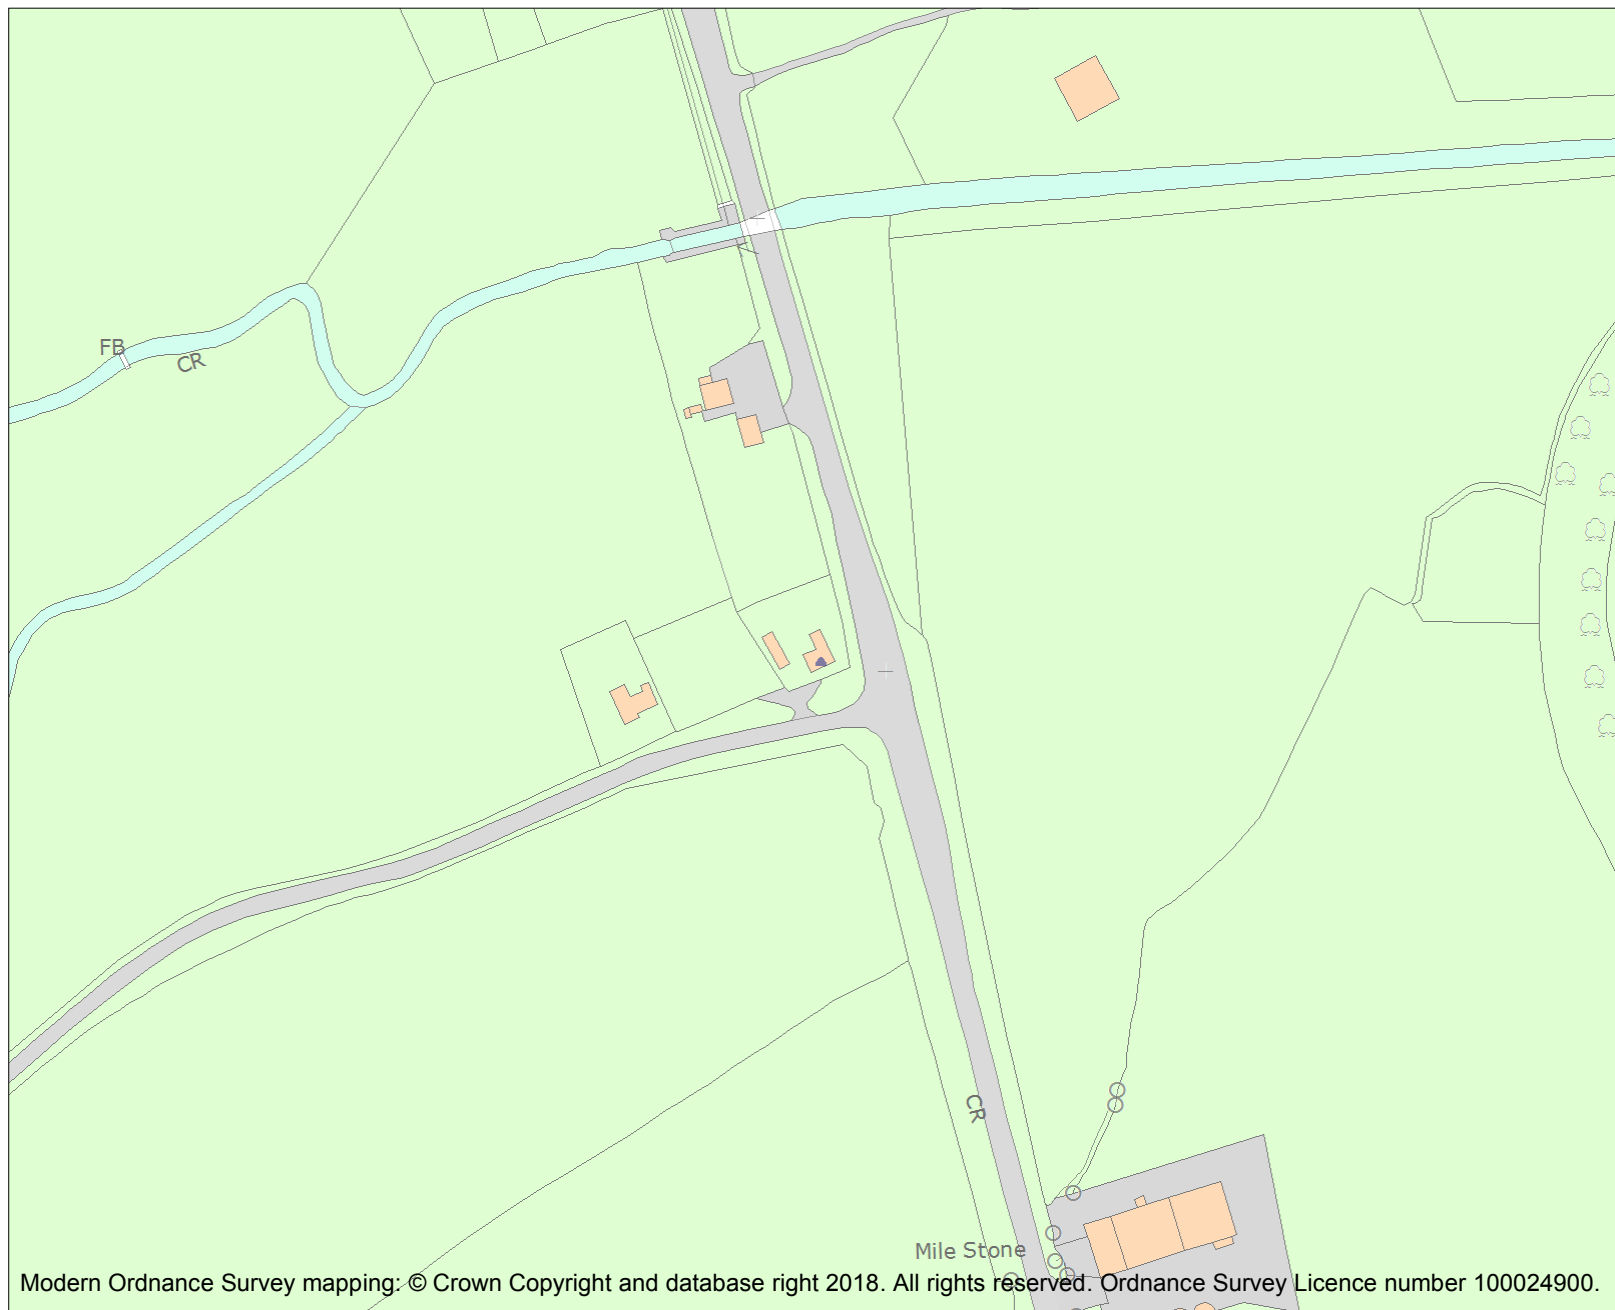 FB
CR
CR
Mile Stone
Modern Ordnance Survey mapping: © Crown Copyright and database right 2018. All rights reserved. Ordnance Survey Licence number 100024900.